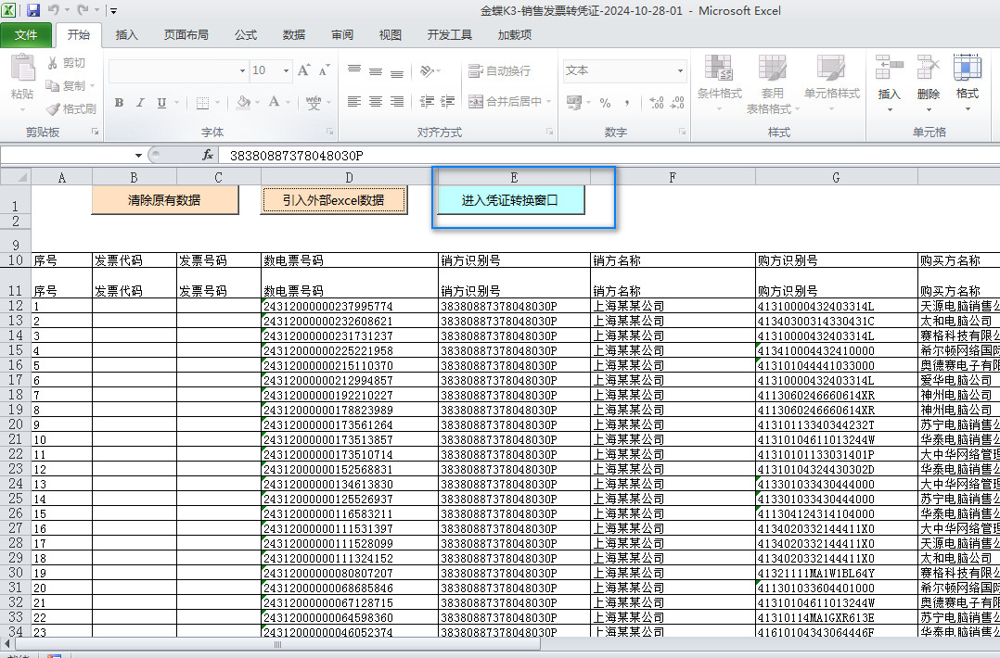 金蝶K3-销售发票转凭证-2024-10-28-01 - Microsoft Excel
文件 开始 插入 页面布局 公式 数据 审阅 视图 开发工具 加载项
剪切 10 自动换行 文本
粘贴 复制 条件格式 套用 单元格样式 插入 删除 格式
格式刷 B I U 合并后居中 % 表格格式
剪贴板 字体 对齐方式 数字 样式 单元格
fx 38380887378048030P
A B C D E F G
1 清除原有数据 引入外部excel数据 进入凭证转换窗口
2
9
10 序号 发票代码 发票号码 数电票号码 销方识别号 销方名称 购方识别号 购买方名称
11 序号 发票代码 发票号码 数电票号码 销方识别号 销方名称 购方识别号 购买方名称
12 1 24312000000237995774 38380887378048030P 上海某某公司 41310000432403314L 天源电脑销售公
13 2 24312000000232608621 38380887378048030P 上海某某公司 41340300314330431C 太和电脑公司
14 3 24312000000231731237 38380887378048030P 上海某某公司 41310000432403314L 赛格科技有限公
15 4 24312000000225221958 38380887378048030P 上海某某公司 413410004432410000 希尔顿网络国际
16 5 24312000000215110370 38380887378048030P 上海某某公司 413101044441033000 奥德赛电子有限
17 6 24312000000212994857 38380887378048030P 上海某某公司 41310000432403314L 爱华电脑公司
18 7 24312000000192210227 38380887378048030P 上海某某公司 4113060246660614XR 神州电脑公司
19 8 24312000000178823989 38380887378048030P 上海某某公司 4113060246660614XR 神州电脑公司
20 9 24312000000173561264 38380887378048030P 上海某某公司 41310113340344232T 苏宁电脑销售公
21 10 24312000000173513857 38380887378048030P 上海某某公司 41310104611013244W 华泰电脑销售公
22 11 24312000000173510714 38380887378048030P 上海某某公司 41310101133031401P 大中华网络管理
23 12 24312000000152568831 38380887378048030P 上海某某公司 41310104324430302D 华泰电脑销售公
24 13 24312000000134613830 38380887378048030P 上海某某公司 413301033430444000 大中华网络管理
25 14 24312000000125526937 38380887378048030P 上海某某公司 413301033430444000 苏宁电脑销售公
26 15 24312000000116583211 38380887378048030P 上海某某公司 411304124314104000 华泰电脑销售公
27 16 24312000000111531397 38380887378048030P 上海某某公司 4134020332144411X0 大中华网络管理
28 17 24312000000111528099 38380887378048030P 上海某某公司 4134020332144411X0 天源电脑销售公
29 18 24312000000111324152 38380887378048030P 上海某某公司 4134020332144411X0 太和电脑公司
30 19 24312000000080807207 38380887378048030P 上海某某公司 41321111MA1W1BL64Y 赛格科技有限公
31 20 24312000000068685846 38380887378048030P 上海某某公司 411301033604401000 希尔顿网络国际
32 21 24312000000067128715 38380887378048030P 上海某某公司 41310104611013244W 奥德赛电子有限
33 22 24312000000064598360 38380887378048030P 上海某某公司 41310114MA1GXR613E 苏宁电脑销售公
34 23 24312000000046052374 38380887378048030P 上海某某公司 41610104343064446F 华泰电脑销售公